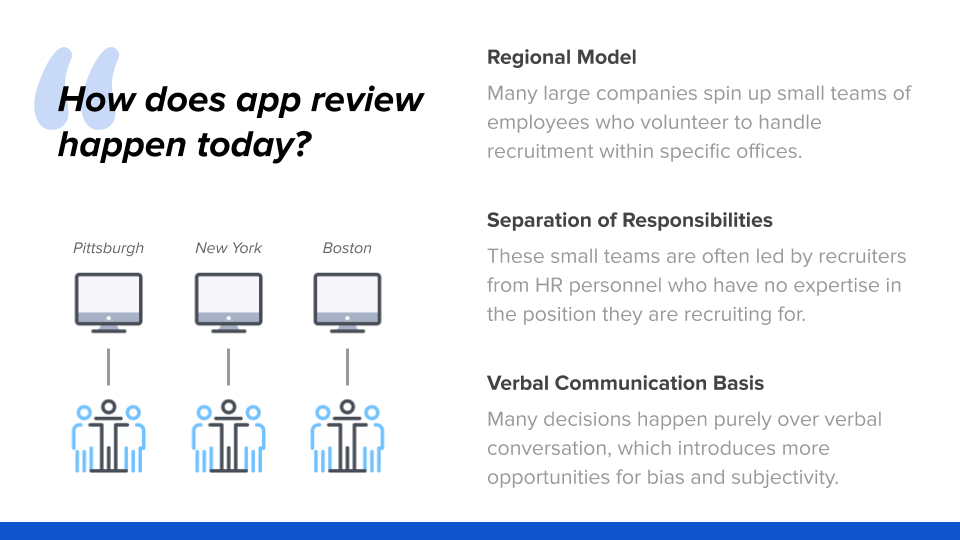 How does app review
happen today?
Pittsburgh
New York
Boston
Regional Model
Many large companies spin up small teams of
employees who volunteer to handle
recruitment within specific offices.
Separation of Responsibilities
These small teams are often led by recruiters
from HR personnel who have no expertise in
the position they are recruiting for.
Verbal Communication Basis
Many decisions happen purely over verbal
conversation, which introduces more
opportunities for bias and subjectivity.